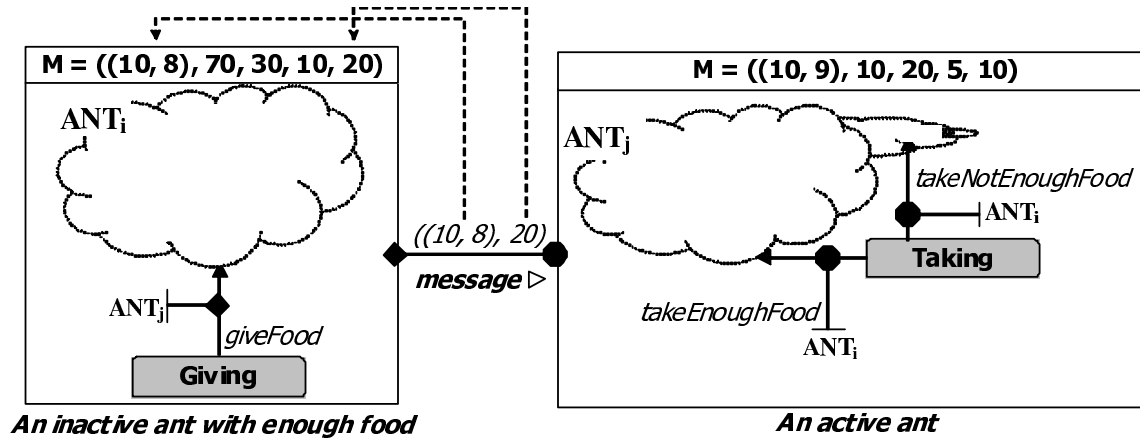 M = ((10, 8), 70, 30, 10, 20)
ANTi
ANTj
giveFood
Giving
An inactive ant with enough food
((10, 8), 20)
message ▷
M = ((10, 9), 10, 20, 5, 10)
ANTj
takeNotEnoughFood
ANTi
Taking
takeEnoughFood
ANTi
An active ant